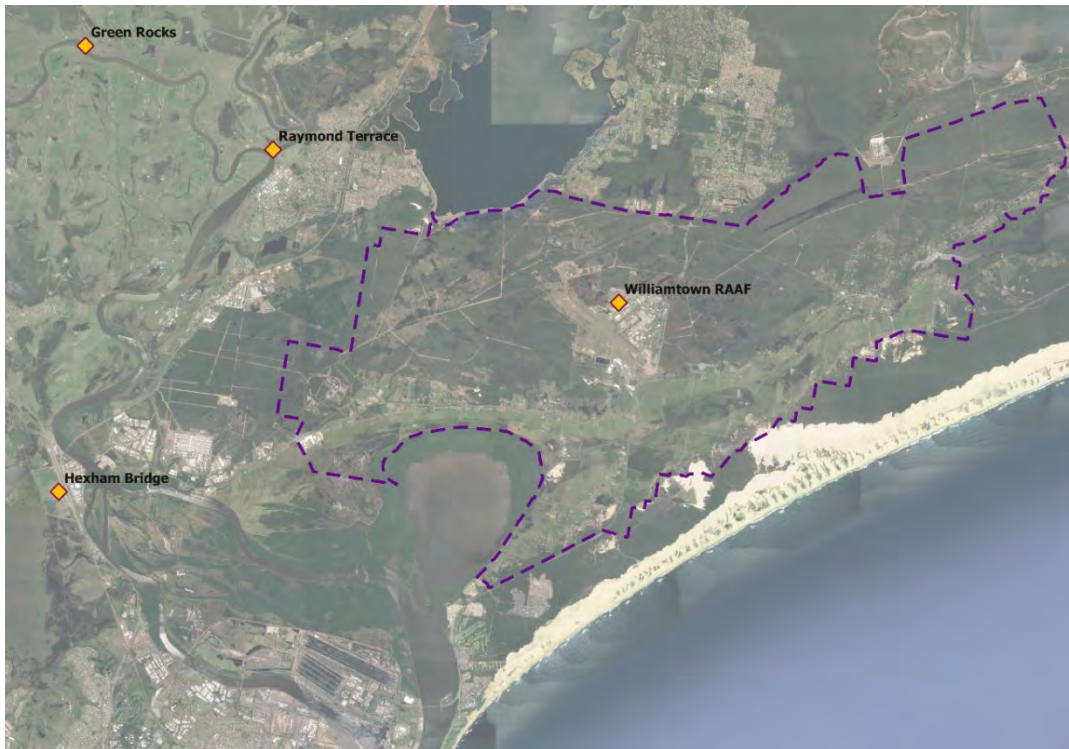 Green Rocks
Raymond Terrace
Williamtown RAAF
Hexham Bridge